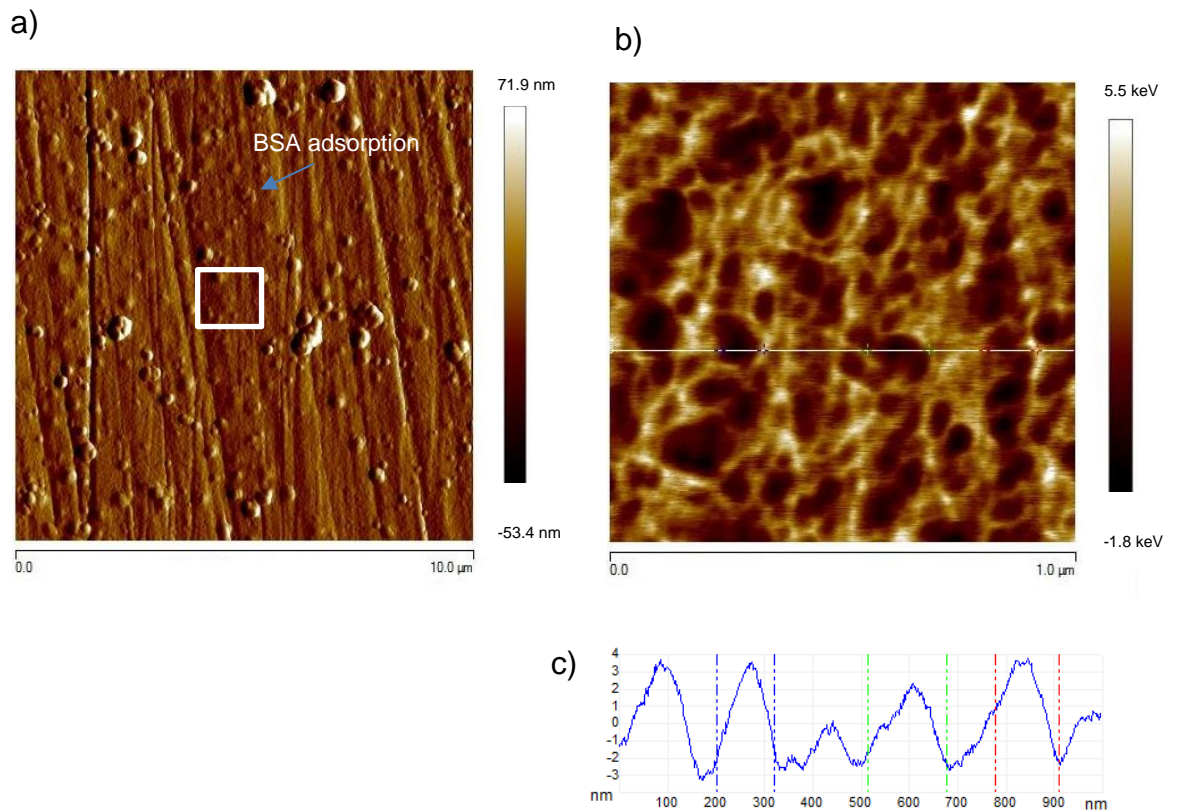 a)
71.9 nm
BSA adsorption
-53.4 nm
0.0
10.0 µm
b)
5.5 keV
-1.8 keV
0.0
1.0 µm
c)
4
3
2
1
0
-1
-2
-3
nm 100 200 300 400 500 600 700 800 900 nm